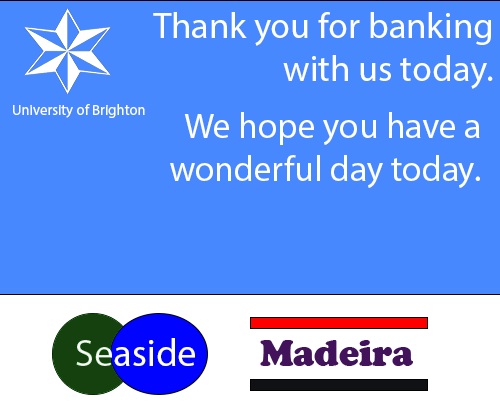 Thank you for banking
with us today.
University of Brighton
We hope you have a
wonderful day today.
Seaside
Madeira